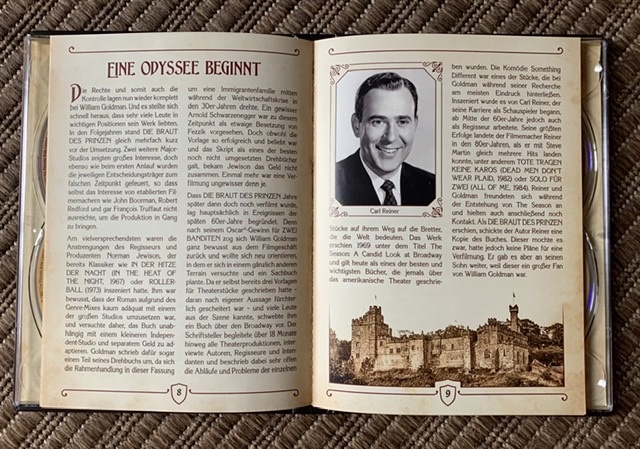 EINE ODYSSEE BEGINNT
Die Rechte und somit auch die
Kontrolle lagen nun wieder komplett
bei William Goldman. Und es stellte sich
schnell heraus, dass sehr viele Leute in
wichtigen Positionen sein Werk liebten.
In den Folgejahren stand DIE BRAUT
DES PRINZEN gleich mehrfach kurz
vor der Umsetzung. Zwei weitere Major-
Studios zeigten großes Interesse, doch
ebenso wie beim ersten Anlauf wurden
die jeweiligen Entscheidungsträger zum
falschen Zeitpunkt gefeuert, so dass
selbst das Interesse von etablierten Fil-
memachern wie John Boorman, Robert
Redford und gar François Truffaut nicht
ausreichte, um die Produktion in Gang
zu bringen.
Am vielversprechendsten waren die
Anstrengungen des Regisseurs und
Produzenten Norman Jewison, der
bereits Klassiker wie IN DER HITZE
DER NACHT (IN THE HEAT OF
THE NIGHT, 1967) oder ROLLER-
BALL (1973) inszeniert hatte. Ihm war
bewusst, dass der Roman aufgrund des
Genre-Mixes kaum adäquat mit einem
der großen Studios umzusetzen war,
und versuchte daher, das Buch unab-
hängig mit einem kleineren Independent-Studio
und separatem Geld zu ad-
aptieren. Goldman schrieb dafür sogar
einen Teil seines Drehbuchs um, da sich
die Rahmenhandlung in dieser Fassung
um eine Immigrantenfamilie mitten
während der Weltwirtschaftskrise in
den 30er-Jahren drehte. Ein gewisser
Arnold Schwarzenegger war zu diesem
Zeitpunkt als etwaige Besetzung von
Fezzik vorgesehen. Doch obwohl die
Vorlage so erfolgreich und beliebt war
und das Skript als eines der besten
noch nicht umgesetzten Drehbücher
galt, bekam Jewison das Geld nicht
zusammen. Einmal mehr war eine Ver-
filmung ungewisser denn je.
Dass DIE BRAUT DES PRINZEN Jahre
später dann doch noch verfilmt wurde,
lag hauptsächlich in Ereignissen der
späten 60er-Jahre begründet. Denn
nach seinem Oscar®-Gewinn für ZWEI
BANDITEN zog sich William Goldman
ganz bewusst aus dem Filmgeschäft
zurück und wollte sich neu orientieren,
in dem er sich in einem gänzlich anderen
Terrain versuchte und ein Sachbuch
plante. Da er selbst bereits drei Vorlagen
für Theaterstücke geschrieben hatte –
daran nach eigener Aussage fürchter-
lich gescheitert war – und viele Leute
aus der Szene kannte, schwebte ihm
ein Buch über den Broadway vor. Der
Schriftsteller begleitete über 18 Monate
hinweg alle Theaterproduktionen, inter-
viewte Autoren, Regisseure und Inten-
danten und beschrieb dabei sehr offen
die Abläufe und Probleme der einzelnen
8
Carl Reiner
Stücke auf ihrem Weg auf die Bretter,
die die Welt bedeuten. Das Werk
erschien 1969 unter dem Titel The
Season: A Candid Look at Broadway
und gilt heute als eines der besten und
wichtigsten Bücher, die jemals über
das amerikanische Theater geschrie-
ben wurden. Die Komödie Something
Different war eines der Stücke, die bei
Goldman während seiner Recherche
am meisten Eindruck hinterließen.
Inszeniert wurde es von Carl Reiner, der
seine Karriere als Schauspieler begann,
ab Mitte der 60er-Jahre jedoch auch
als Regisseur arbeitete. Seine größten
Erfolge landete der Filmemacher Reiner
in den 80er-Jahren, als er mit Steve
Martin gleich mehrere Hits landen
konnte, unter anderem TOTE TRAGEN
KEINE KAROS (DEAD MEN DON'T
WEAR PLAID, 1982) oder SOLO FÜR
ZWEI (ALL OF ME, 1984). Reiner und
Goldman freundeten sich während
der Entstehung von The Season an
und hielten auch anschließend noch
Kontakt. Als DIE BRAUT DES PRINZEN
erschien, schickte der Autor Reiner eine
Kopie des Buches. Dieser mochte es
zwar, hatte jedoch keine Pläne für eine
Verfilmung. Er gab es aber an seinen
Sohn weiter, weil dieser ein großer Fan
von William Goldman war.
9